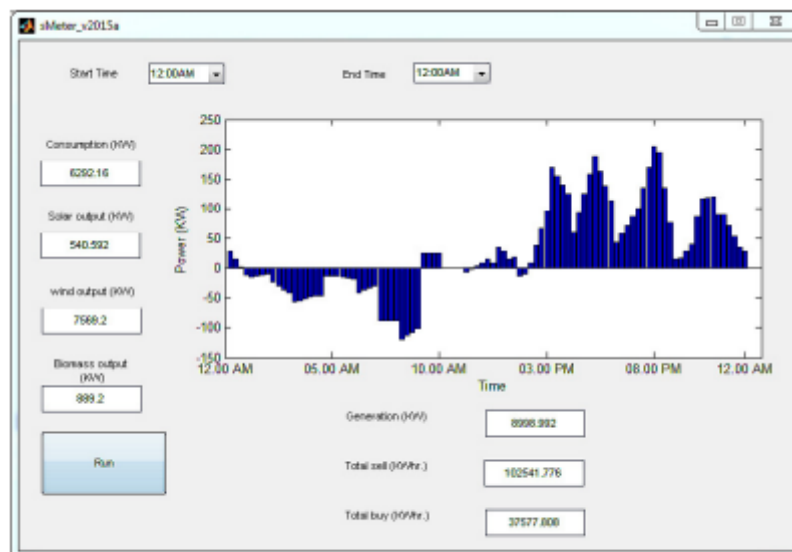 sMeter_v2015a
Start Time 12:00AM End Time 12:00AM
Consumption (KW)
6292.16
Solar output (KW)
540.592
wind output (KW)
7569.2
Biomass output
(KW)
889.2
Run
250
200
150
100
50
0
-50
-100
-150
Power (KW)
12.00 AM 05.00 AM 10.00 AM 03.00 PM 08.00 PM 12.00 AM
Time
Generation (KW) 8998.992
Total sell (KWhr.) 102541.776
Total buy (KWhr.) 37577.808